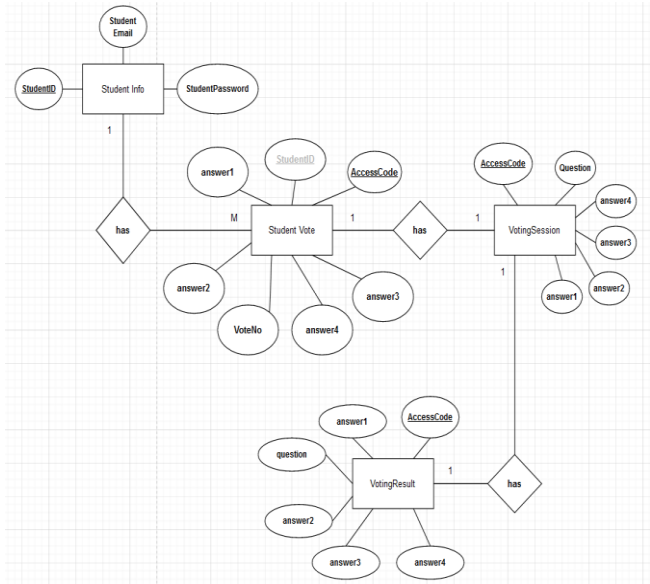 Student
Email
StudentID
Student Info
StudentPassword
1
answer1
StudentID
AccessCode
AccessCode
Question
answer4
has
M
Student Vote
1
has
1
VotingSession
answer3
1
answer2
answer3
answer2
answer1
VoteNo
answer4
answer1
AccessCode
question
VotingResult
1
has
answer2
answer3
answer4